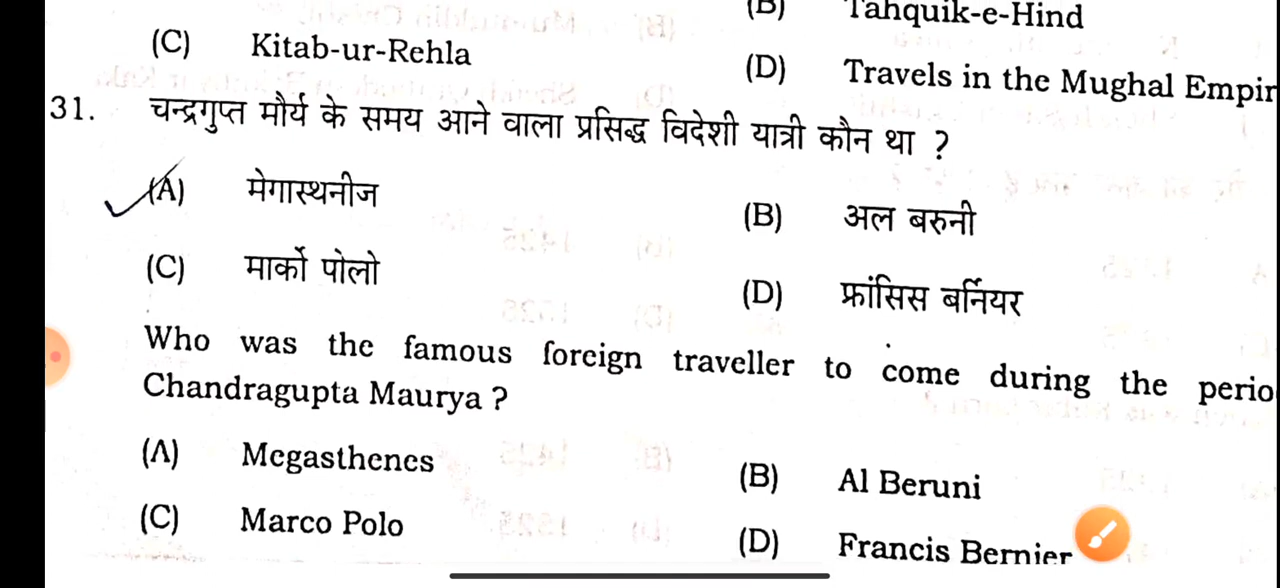 (B) Tahquik-e-Hind
(C) Kitab-ur-Rehla
(D) Travels in the Mughal Empir
31. चन्द्रगुप्त मौर्य के समय आने वाला प्रसिद्ध विदेशी यात्री कौन था ?
(A) मेगास्थनीज
(B) अल बरुनी
(C) मार्को पोलो
(D) फ्रांसिस बर्नियर
Who was the famous foreign traveller to come during the perio
Chandragupta Maurya ?
(A) Megasthenes
(B) Al Beruni
(C) Marco Polo
(D) Francis Bernier